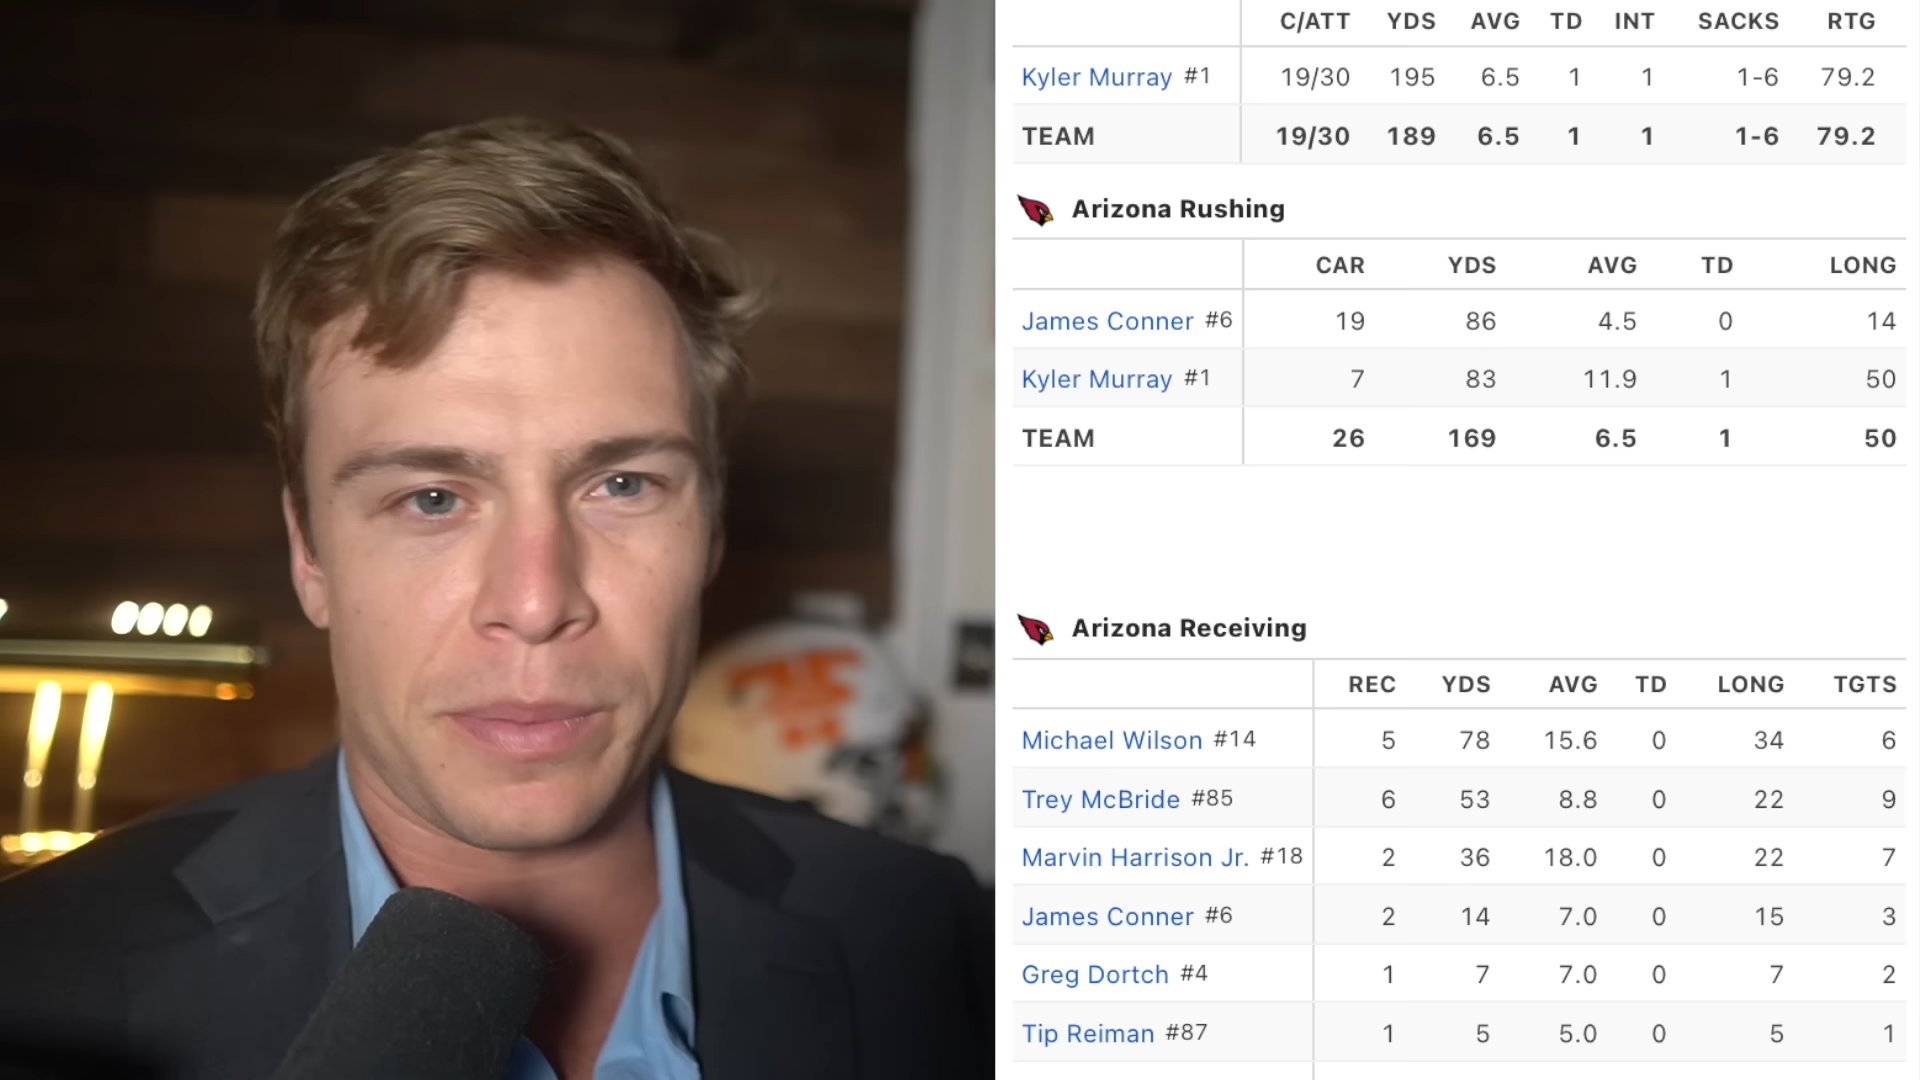 C/ATT YDS AVG TD INT SACKS RTG
Kyler Murray #1 19/30 195 6.5 1 1 1-6 79.2
TEAM 19/30 189 6.5 1 1 1-6 79.2
Arizona Rushing
CAR YDS AVG TD LONG
James Conner #6 19 86 4.5 0 14
Kyler Murray #1 7 83 11.9 1 50
TEAM 26 169 6.5 1 50
Arizona Receiving
REC YDS AVG TD LONG TGTS
Michael Wilson #14 5 78 15.6 0 34 6
Trey McBride #85 6 53 8.8 0 22 9
Marvin Harrison Jr. #18 2 36 18.0 0 22 7
James Conner #6 2 14 7.0 0 15 3
Greg Dortch #4 1 7 7.0 0 7 2
Tip Reiman #87 1 5 5.0 0 5 1